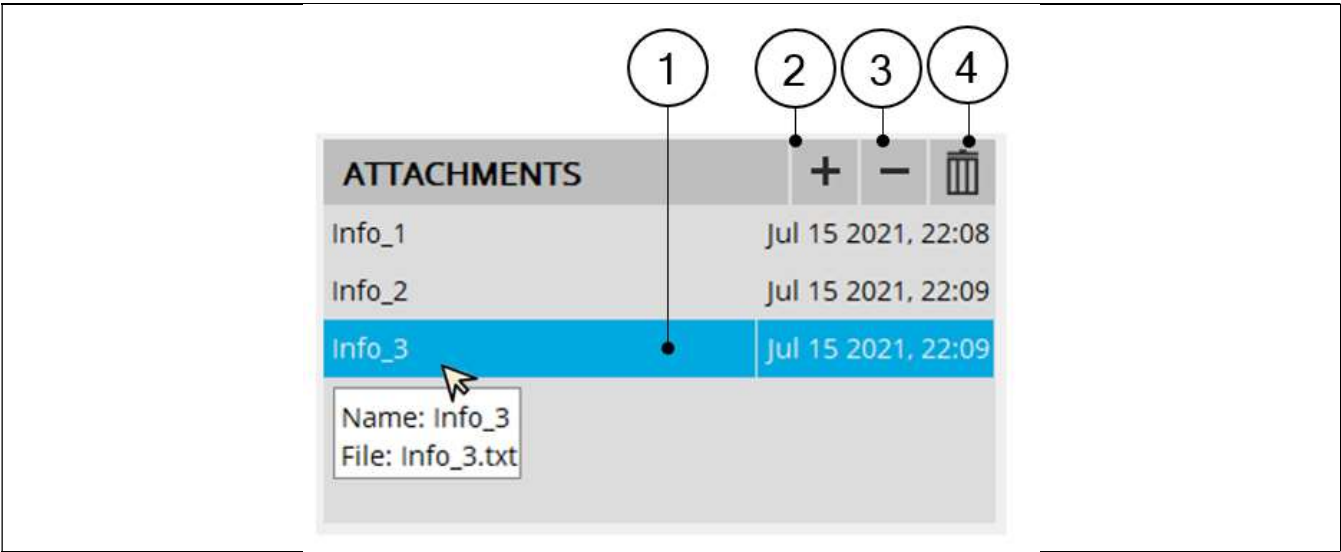 1 2 3 4
ATTACHMENTS + −
Info_1 Jul 15 2021, 22:08
Info_2 Jul 15 2021, 22:09
Info_3 Jul 15 2021, 22:09
Name: Info_3
File: Info_3.txt